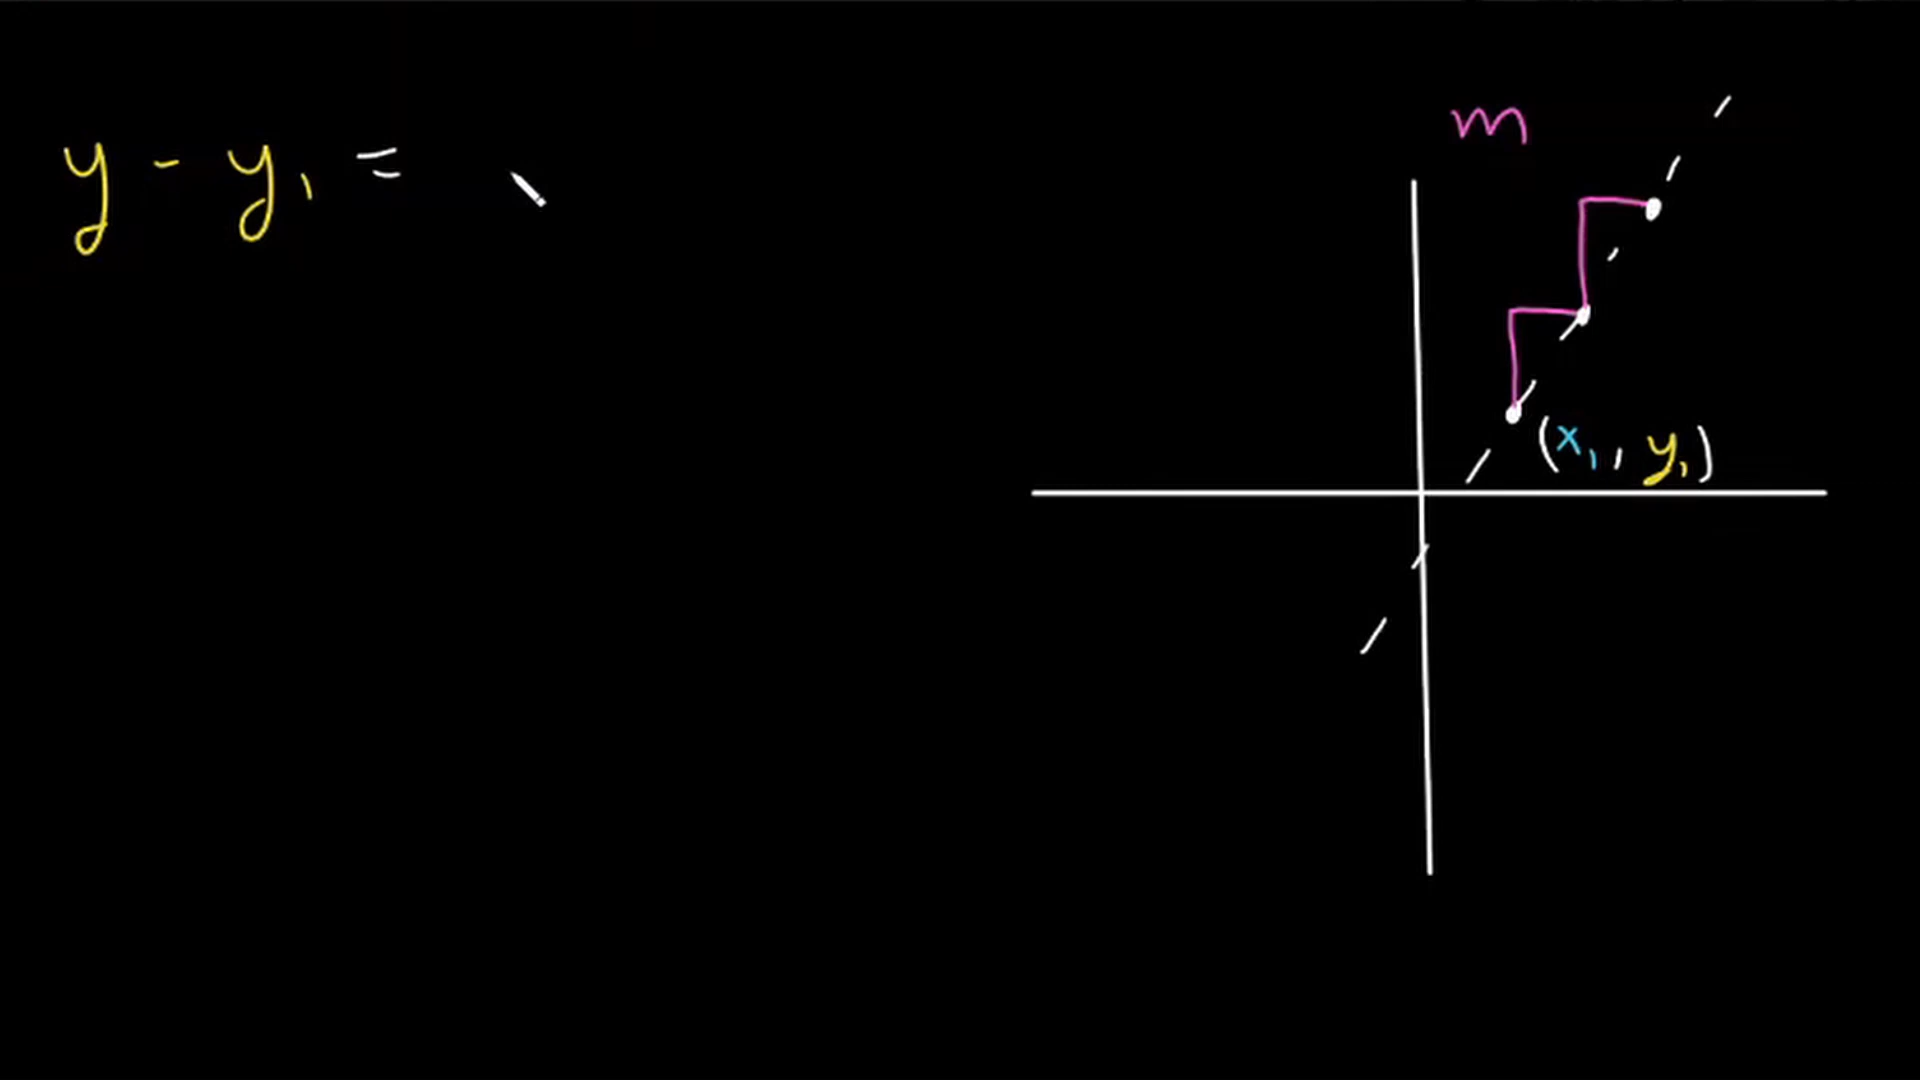 m
y - y₁ =
(x₁, y₁)